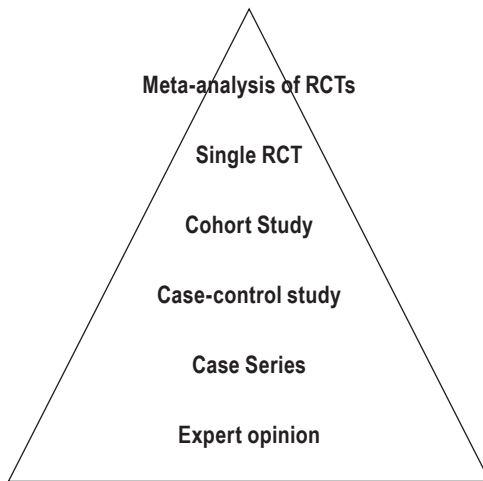 Meta-analysis of RCTs
Single RCT
Cohort Study
Case-control study
Case Series
Expert opinion